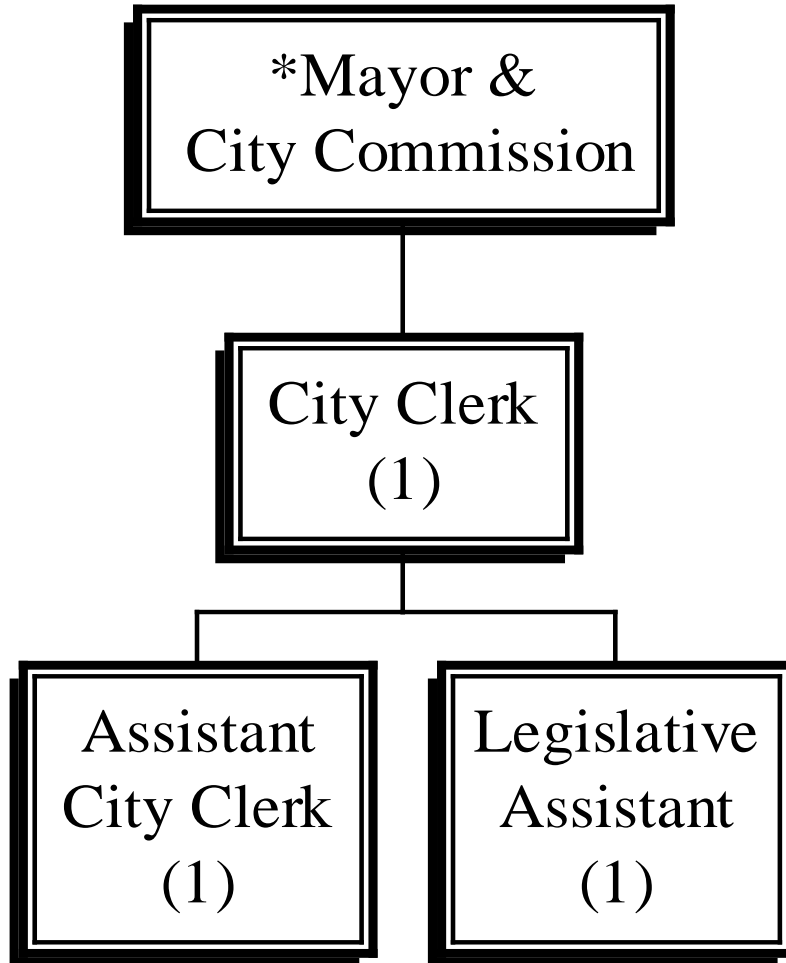 *Mayor &
City Commission
City Clerk
(1)
Assistant
City Clerk
(1)
Legislative
Assistant
(1)